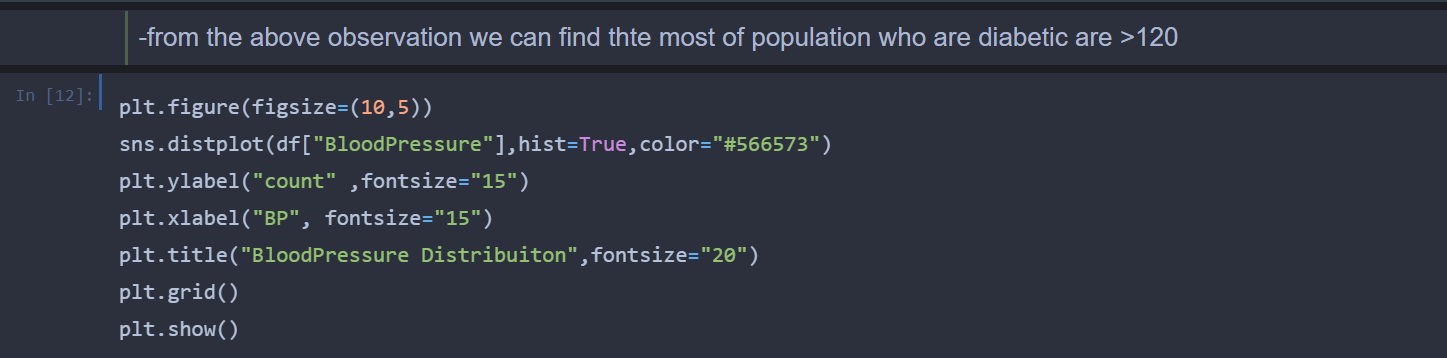 -from the above observation we can find thte most of population who are diabetic are >120
In [12]:
plt.figure(figsize=(10,5))
sns.distplot(df["BloodPressure"],hist=True,color="#566573")
plt.ylabel("count" ,fontsize="15")
plt.xlabel("BP", fontsize="15")
plt.title("BloodPressure Distribuiton",fontsize="20")
plt.grid()
plt.show()